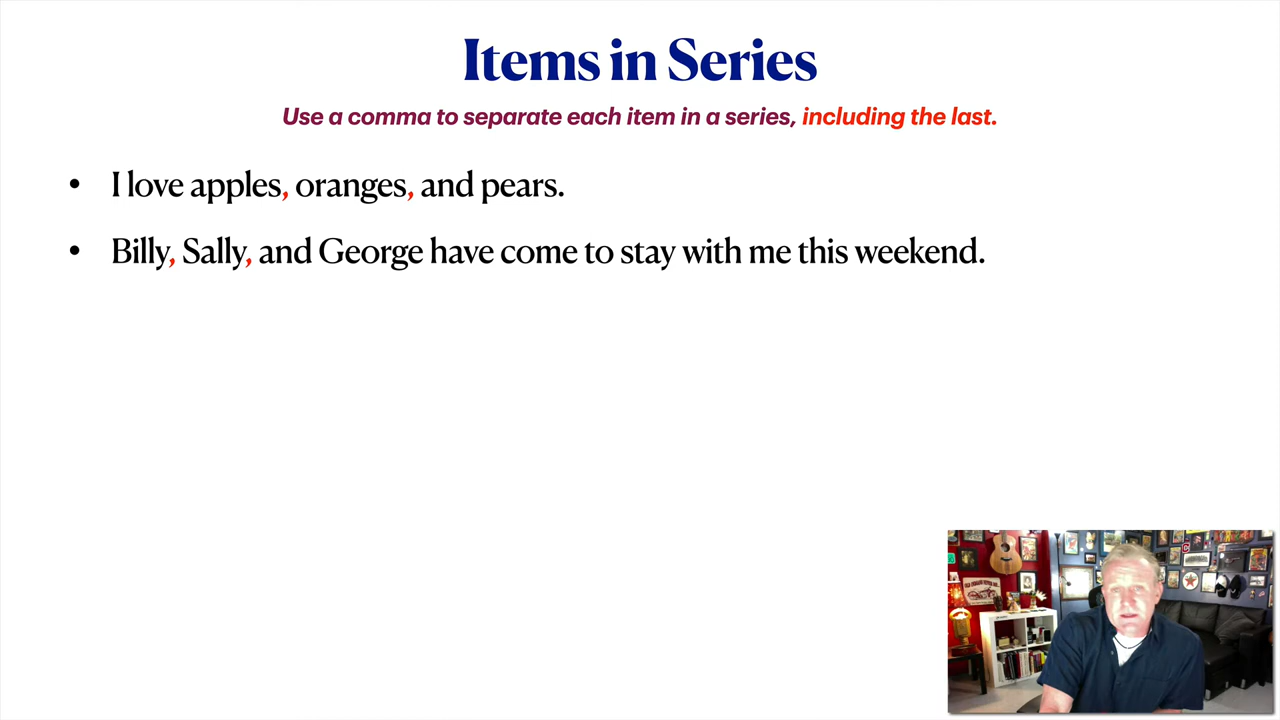 Items in Series
Use a comma to separate each item in a series, including the last.
• I love apples, oranges, and pears.
• Billy, Sally, and George have come to stay with me this weekend.